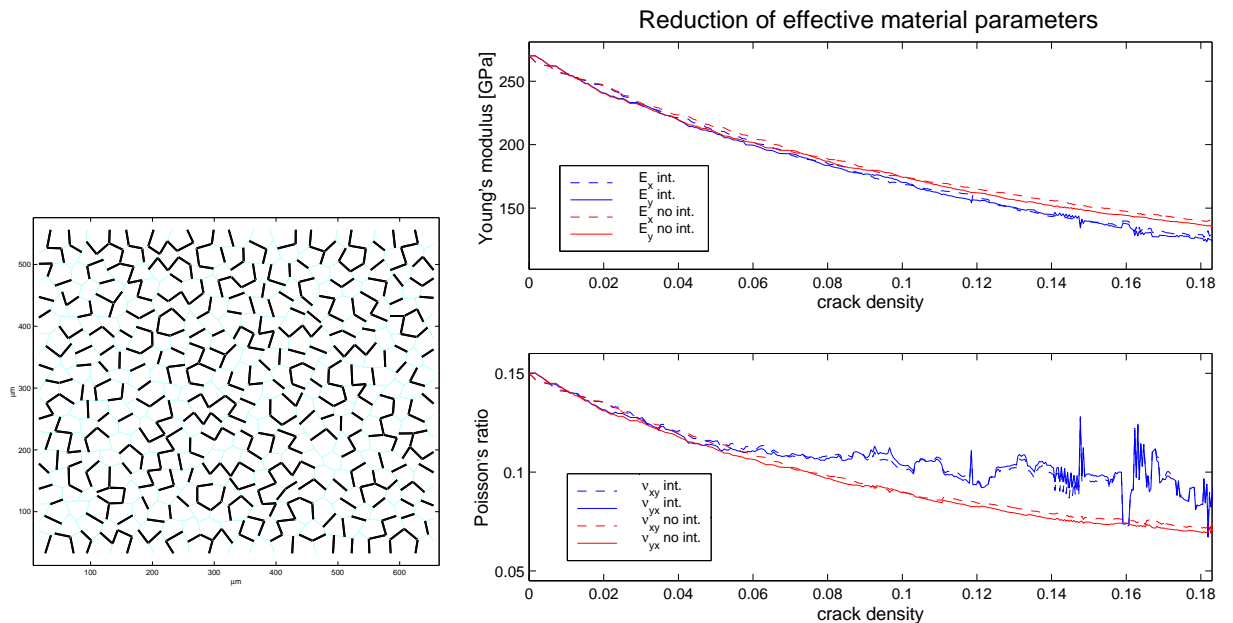 Reduction of effective material parameters
Young's modulus [GPa]
250
200
150
E_x int.
E_y int.
E_x no int.
E_y no int.
0 0.02 0.04 0.06 0.08 0.1 0.12 0.14 0.16 0.18
crack density
Poisson's ratio
0.15
0.1
0.05
ν_xy int.
ν_yx int.
ν_xy no int.
ν_yx no int.
0 0.02 0.04 0.06 0.08 0.1 0.12 0.14 0.16 0.18
crack density
μm
500
400
300
200
100
100 200 300 400 500 600
μm